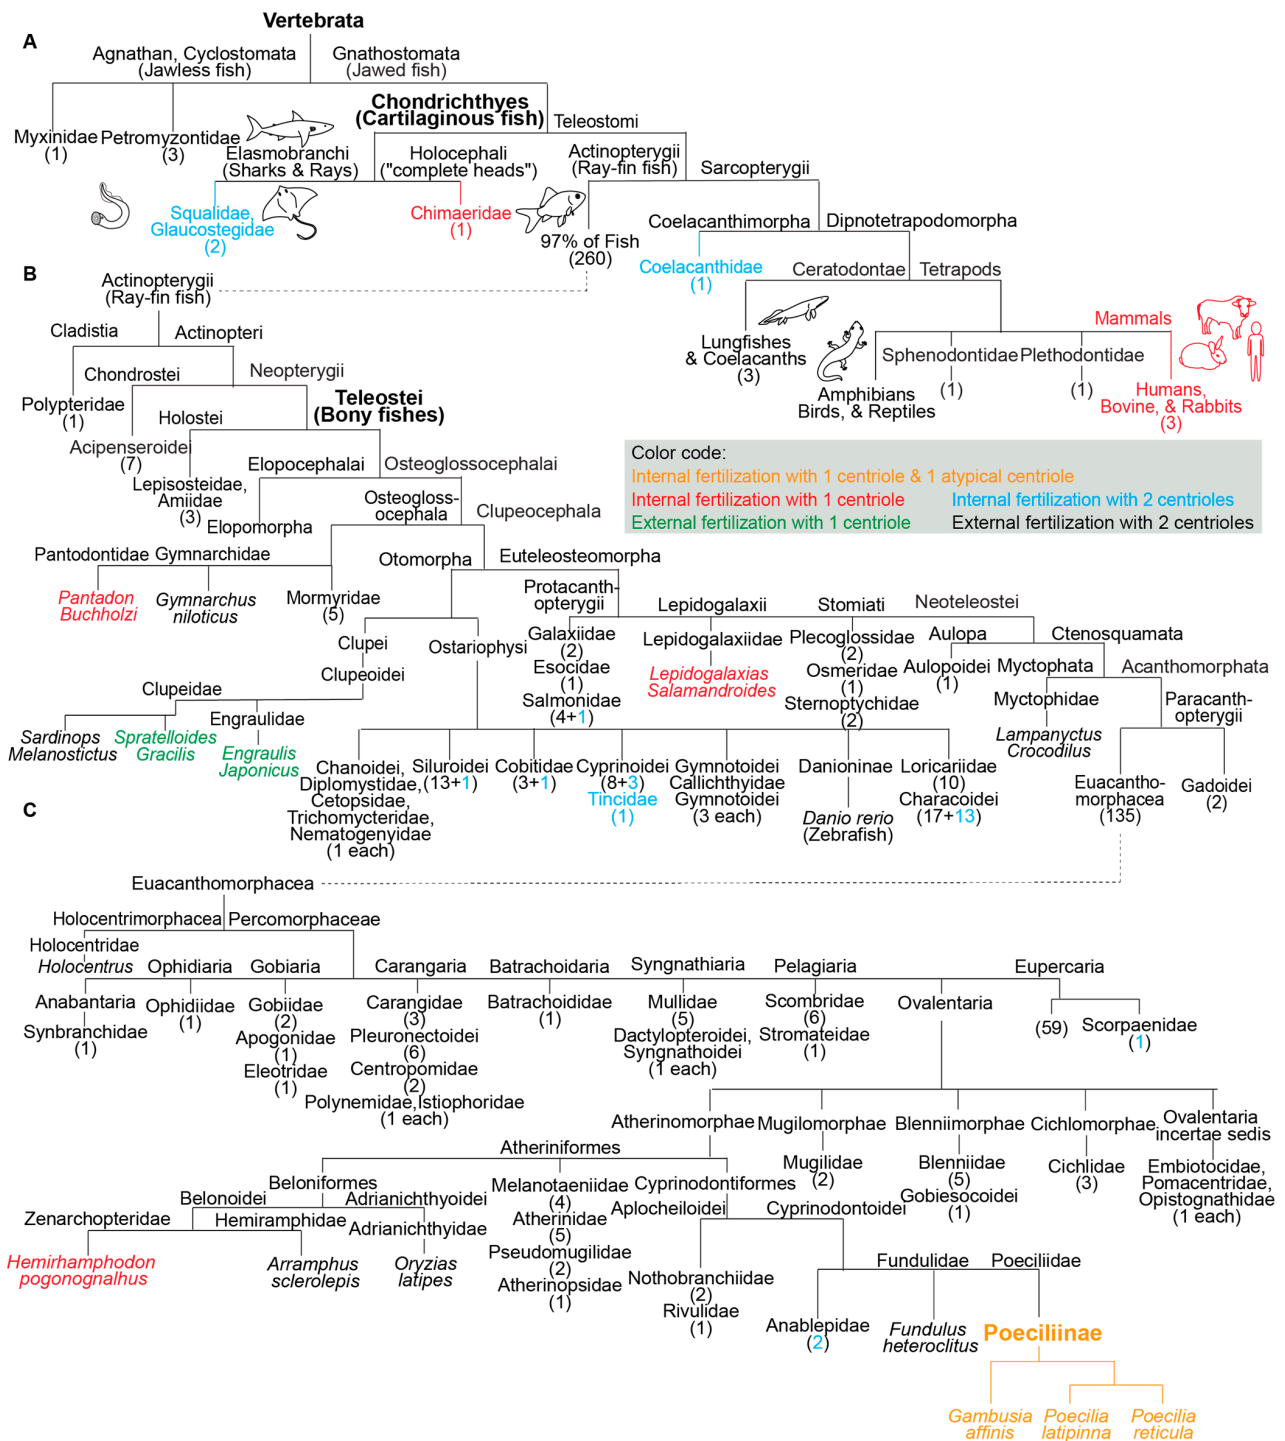 Vertebrata
A
Agnathan, Cyclostomata
(Jawless fish)
Gnathostomata
(Jawed fish)
Chondrichthyes
(Cartilaginous fish)
Teleostomi
Myxinidae
(1)
Petromyzontidae
(3)
Elasmobranchi
(Sharks & Rays)
Holocephali
("complete heads")
Actinopterygii
(Ray-fin fish)
Sarcopterygii
Squalidae,
Glaucostegidae
(2)
Chimaeridae
(1)
97% of Fish
(260)
Coelacanthimorpha
Dipnotetrapodomorpha
Coelacanthidae
(1)
Ceratodontae
Tetrapods
Lungfishes
& Coelacanths
(3)
Mammals
Amphibians
Birds, & Reptiles
Sphenodontidae
(1)
Plethodontidae
(1)
Humans,
Bovine, & Rabbits
(3)
B
Actinopterygii
(Ray-fin fish)
Cladistia
Actinopteri
Chondrostei
Neopterygii
Polypteridae
(1)
Teleostei
(Bony fishes)
Holostei
Acipenseroidei
(7)
Elopocephalai
Osteoglossocephalai
Lepisosteidae,
Amiidae
(3)
Elopomorpha
Osteogloss-
ocephala
Clupeocephala
Color code:
Internal fertilization with 1 centriole & 1 atypical centriole
Internal fertilization with 1 centriole
Internal fertilization with 2 centrioles
External fertilization with 1 centriole
External fertilization with 2 centrioles
Pantodontidae
Gymnarchidae
Otomorpha
Euteleosteomorpha
Pantadon
Buchholzi
Gymnarchus
niloticus
Mormyridae
(5)
Protacanth-
opterygii
Lepidogalaxii
Stomiati
Neoteleostei
Clupei
Clupeoidei
Ostariophysi
Galaxiidae
(2)
Esocidae
(1)
Salmonidae
(4+1)
Lepidogalaxiidae
Lepidogalaxias
Salamandroides
Plecoglossidae
(2)
Osmeridae
(1)
Sternoptychidae
(2)
Aulopa
Aulopoidei
(1)
Ctenosquamata
Myctophata
Acanthomorphata
Myctophidae
Lampanyctus
Crocodilus
Paracanth-
opterygii
Clupeidae
Engraulidae
Sardinops
Melanostictus
Spratelloides
Gracilis
Engraulis
Japonicus
Chanoidei,
Diplomystidae,
Cetopsidae,
Trichomycteridae,
Nematogenyidae
(1 each)
Siluroidei
(13+1)
Cobitidae
(3+1)
Cyprinoidei
(8+3)
Tincidae
(1)
Gymnotoidei
Callichthyidae
Gymnotoidei
(3 each)
Danioninae
Danio rerio
(Zebrafish)
Loricariidae
(10)
Characoidei
(17+13)
Euacantho-
morphacea
(135)
Gadoidei
(2)
C
Euacanthomorphacea
Holocentrimorphacea
Percomorphaceae
Holocentridae
Holocentrus
Ophidiaria
Gobiaria
Carangaria
Batrachoidaria
Syngnathiaria
Pelagiaria
Eupercaria
Anabantaria
Synbranchidae
(1)
Ophidiidae
(1)
Gobiidae
(2)
Apogonidae
(1)
Eleotridae
(1)
Carangidae
(3)
Pleuronectoidei
(6)
Centropomidae
(2)
Polynemidae,Istiophoridae
(1 each)
Batrachoididae
(1)
Mullidae
(5)
Dactylopteroidei,
Syngnathoidei
(1 each)
Scombridae
(6)
Stromateidae
(1)
Ovalentaria
(59)
Scorpaenidae
(1)
Atherinomorphae
Mugilomorphae
Blenniimorphae
Cichlomorphae
Ovalentaria
incertae sedis
Mugilidae
(2)
Blenniidae
(5)
Gobiesocoidei
(1)
Cichlidae
(3)
Embiotocidae,
Pomacentridae,
Opistognathidae
(1 each)
Atheriniformes
Beloniformes
Melanotaeniidae
(4)
Atherinidae
(5)
Pseudomugilidae
(2)
Atherinopsidae
(1)
Cyprinodontiformes
Belonoidei
Adrianichthyoidei
Aplocheiloidei
Cyprinodontoidei
Zenarchopteridae
Hemiramphidae
Adrianichthyidae
Hemirhamphodon
pogonognalhus
Arramphus
sclerolepis
Oryzias
latipes
Nothobranchiidae
(2)
Rivulidae
(1)
Fundulidae
Poeciliidae
Anablepidae
(2)
Fundulus
heteroclitus
Poeciliinae
Gambusia
affinis
Poecilia
latipinna
Poecilia
reticula